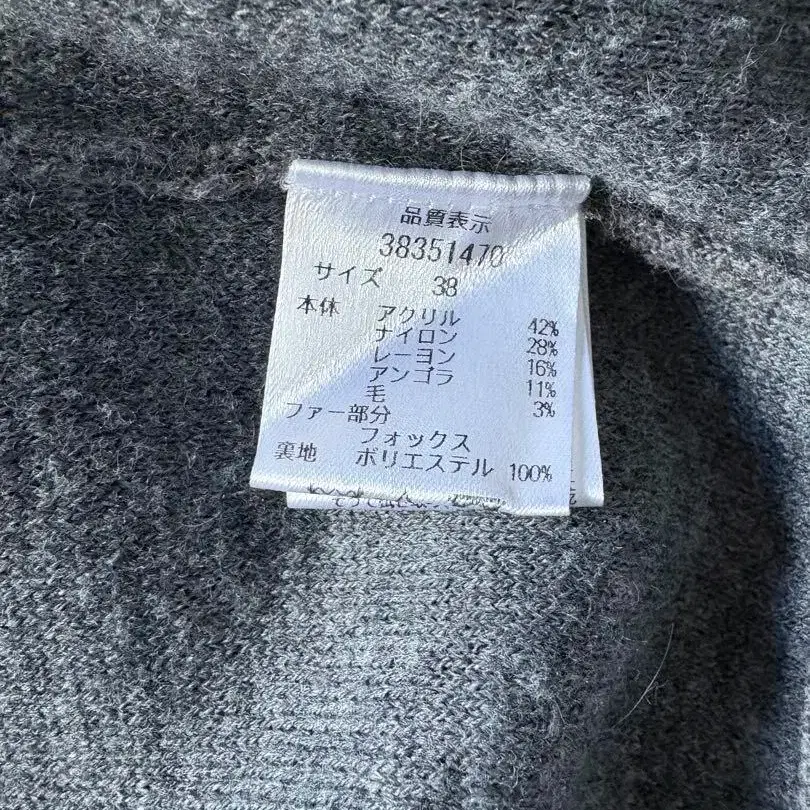 品質表示
38351470
サイズ 38
本体 アクリル 42%
ナイロン 28%
レーヨン 16%
アンゴラ 11%
毛 3%
ファー部分
フォックス
裏地 ポリエステル 100%